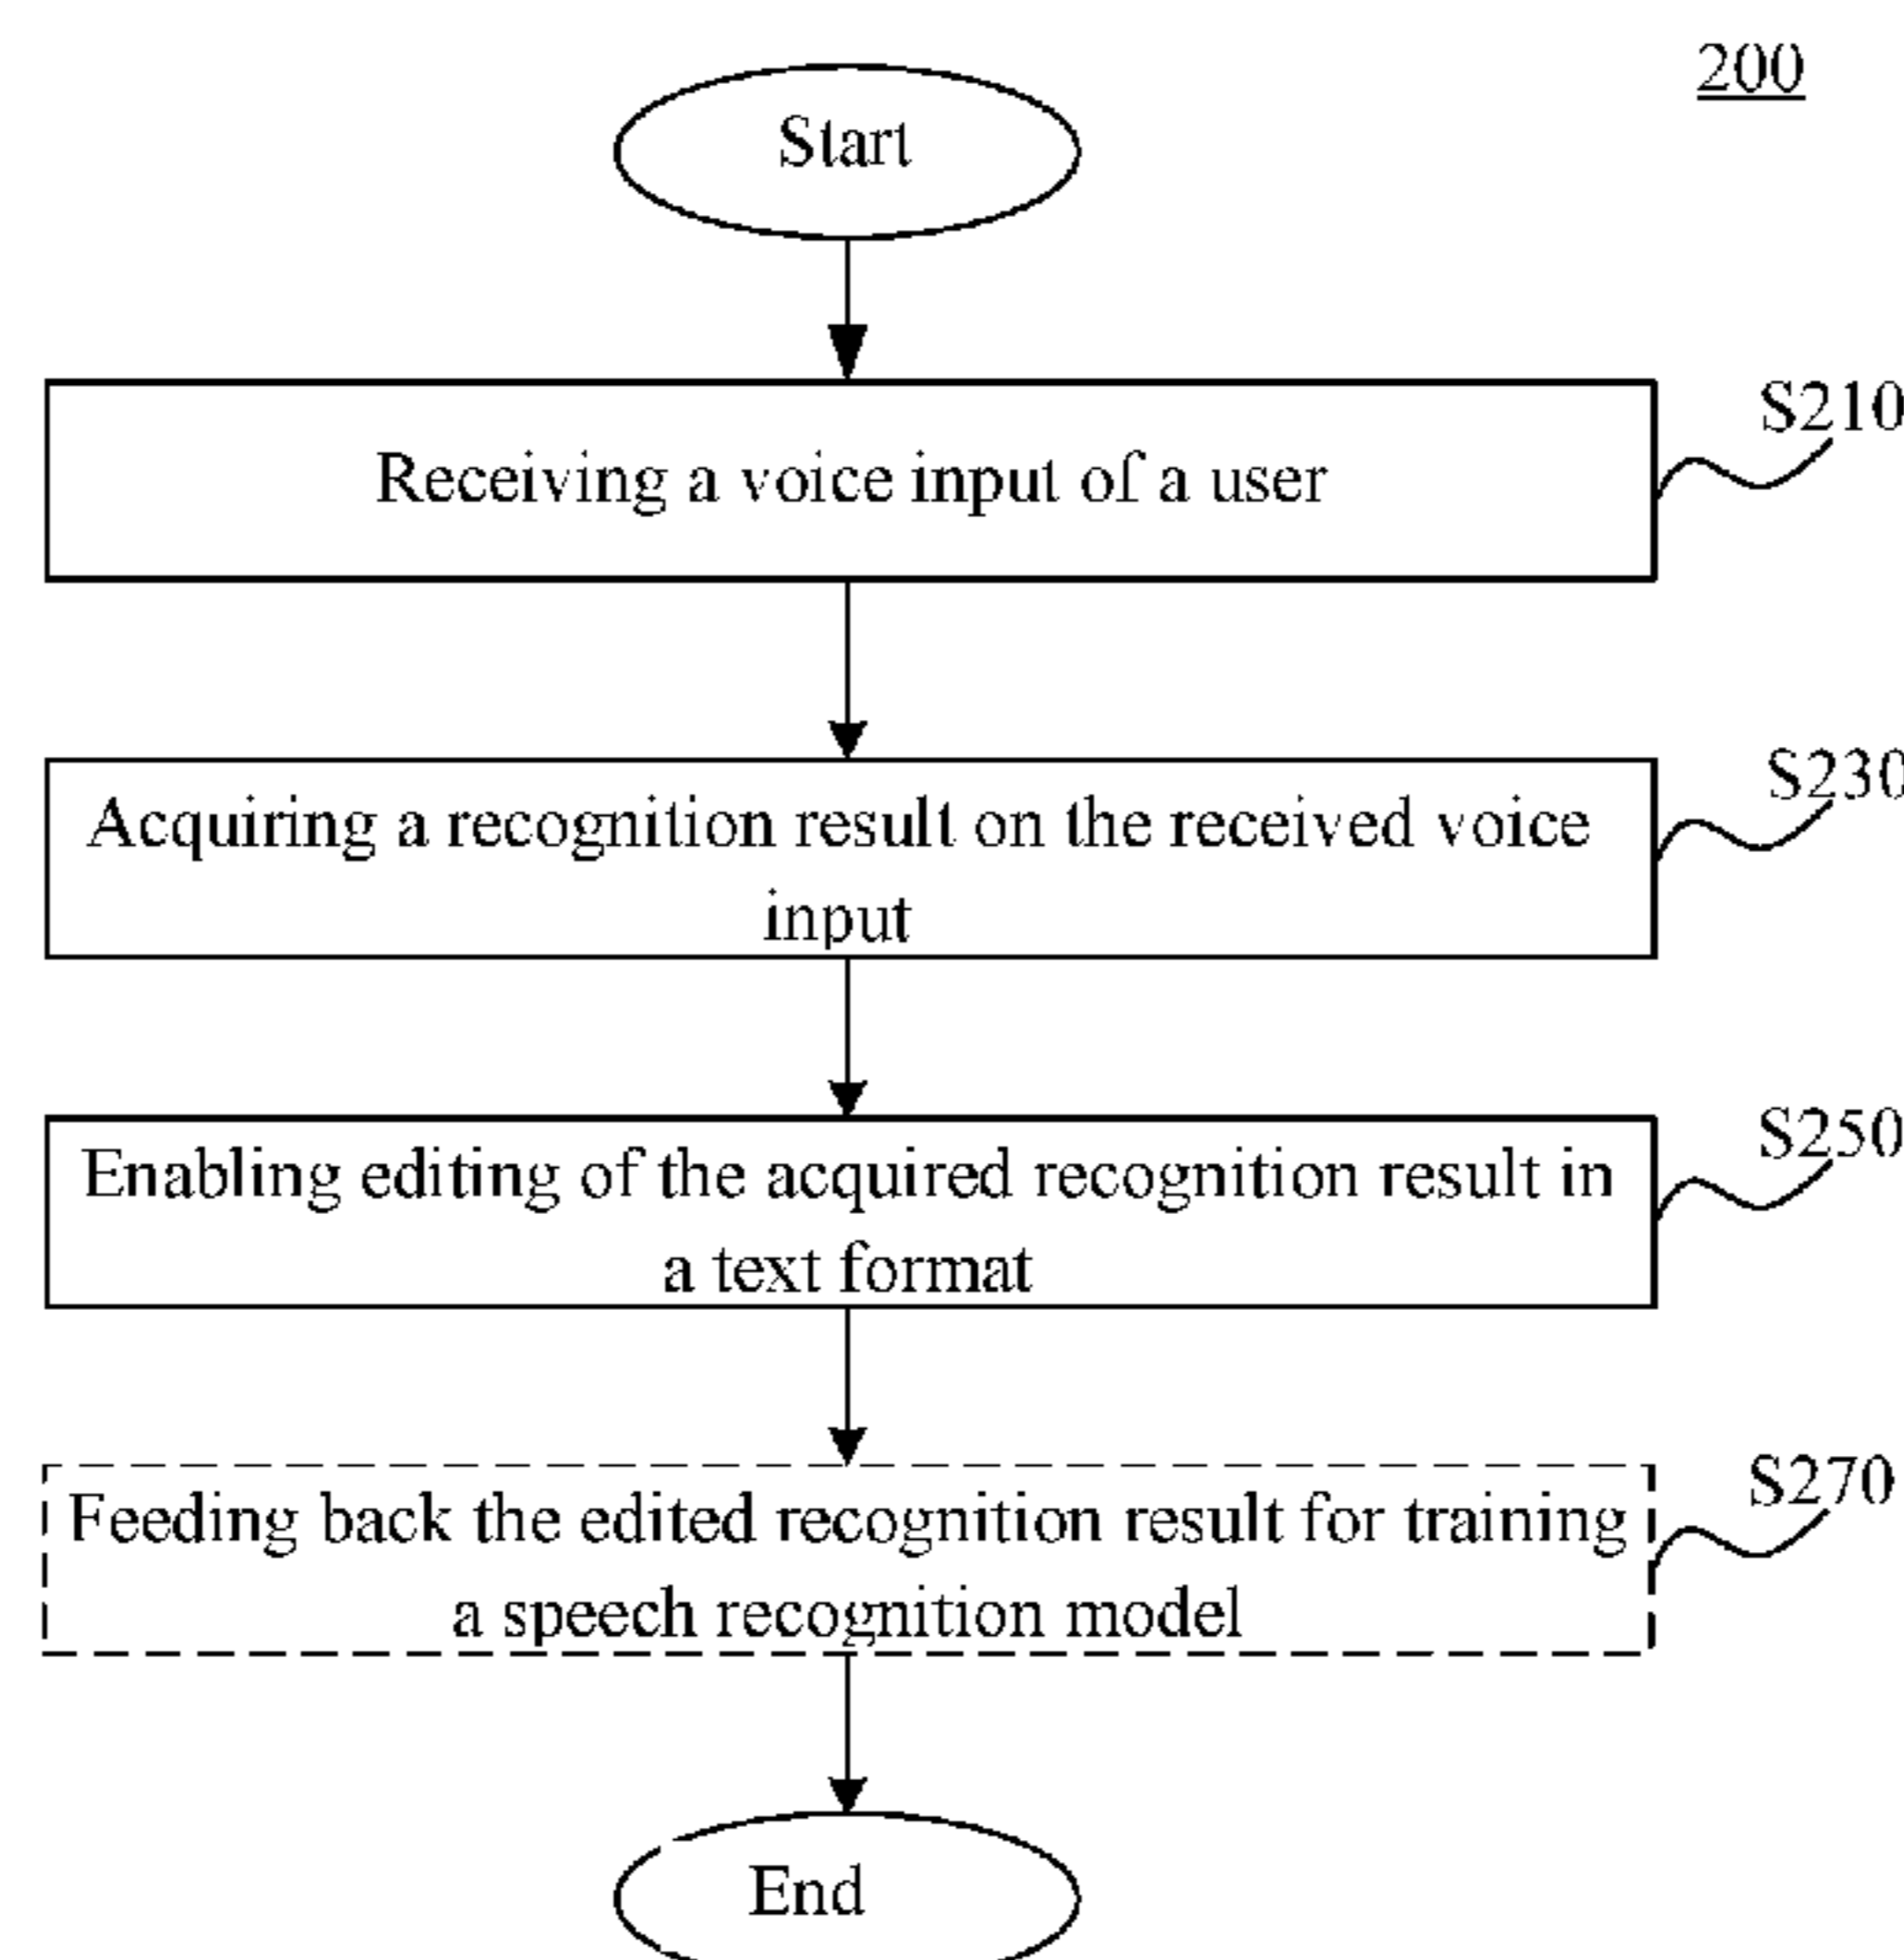 200
Start
S210
Receiving a voice input of a user
S230
Acquiring a recognition result on the received voice
input
S250
Enabling editing of the acquired recognition result in
a text format
S270
Feeding back the edited recognition result for training
a speech recognition model
End